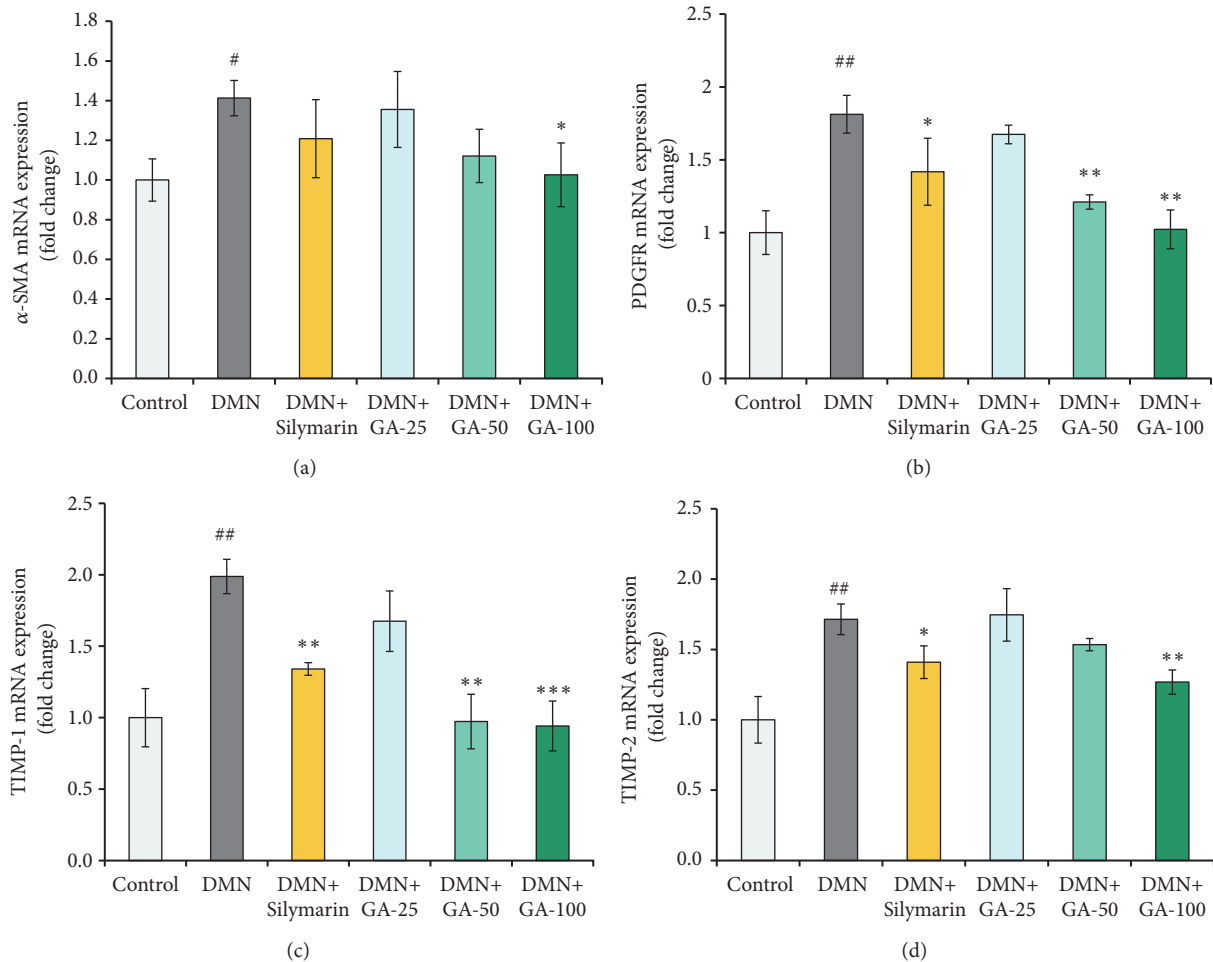 α-SMA mRNA expression
(fold change)
1.8
1.6
1.4
1.2
1.0
0.8
0.6
0.4
0.2
0.0
#
*
Control
DMN
DMN+
Silymarin
DMN+
GA-25
DMN+
GA-50
DMN+
GA-100
(a)
PDGFR mRNA expression
(fold change)
2.5
2
1.5
1
0.5
0
##
*
**
**
Control
DMN
DMN+
Silymarin
DMN+
GA-25
DMN+
GA-50
DMN+
GA-100
(b)
TIMP-1 mRNA expression
(fold change)
2.5
2.0
1.5
1.0
0.5
0.0
##
**
**
***
Control
DMN
DMN+
Silymarin
DMN+
GA-25
DMN+
GA-50
DMN+
GA-100
(c)
TIMP-2 mRNA expression
(fold change)
2.5
2.0
1.5
1.0
0.5
0.0
##
*
**
Control
DMN
DMN+
Silymarin
DMN+
GA-25
DMN+
GA-50
DMN+
GA-100
(d)